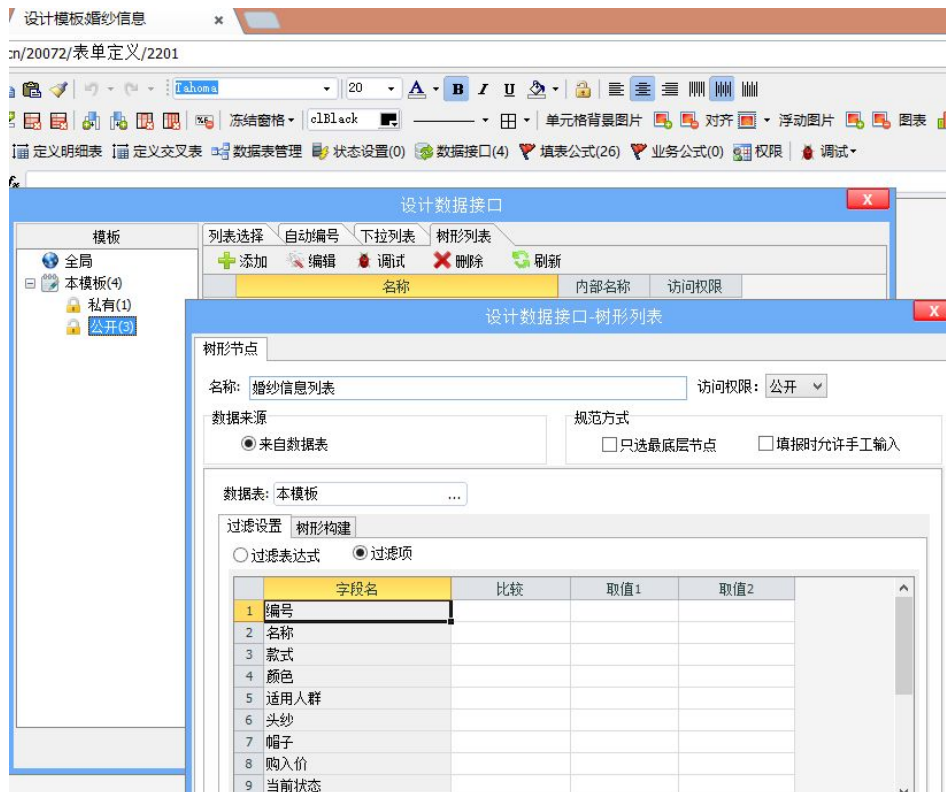 设计模板:婚纱信息
cn/20072/表单定义/2201
Tahoma 20 A B I U
冻结窗格 clBlack 单元格背景图片 对齐 浮动图片 图表
定义明细表 定义交叉表 数据表管理 状态设置(0) 数据接口(4) 填表公式(26) 业务公式(0) 权限 调试
fx
设计数据接口 X
模板 列表选择 自动编号 下拉列表 树形列表
全局 添加 编辑 调试 删除 刷新
本模板(4) 名称 内部名称 访问权限
私有(1)
公开(3)
设计数据接口-树形列表 X
树形节点
名称: 婚纱信息列表 访问权限: 公开
数据来源 规范方式
来自数据表 只选最底层节点 填报时允许手工输入
数据表: 本模板 ...
过滤设置 树形构建
过滤表达式 过滤项
字段名 比较 取值1 取值2
1 编号
2 名称
3 款式
4 颜色
5 适用人群
6 头纱
7 帽子
8 购入价
9 当前状态